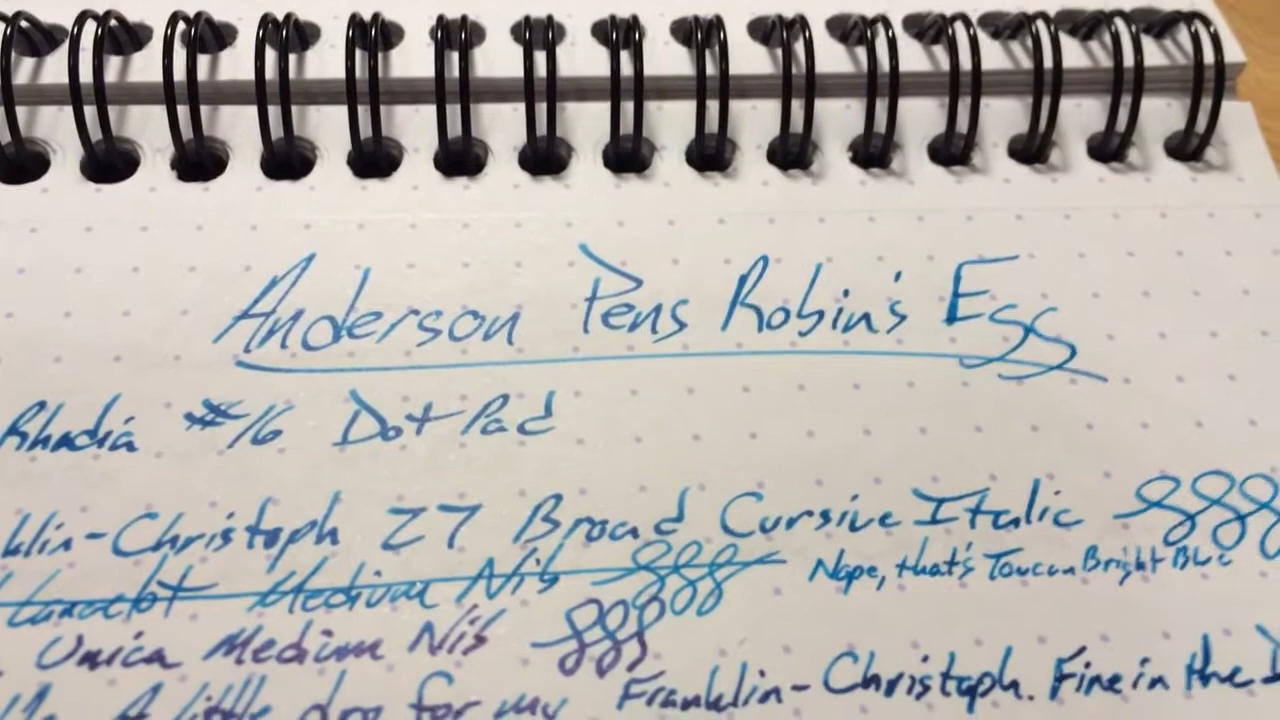 Anderson Pens Robin's Egg
Rhodia #16 Dot Pad
klin-Christoph 27 Broad Cursive Italic
Lancelot Medium Nib Nope, that's Toucan Bright Blue
Unica Medium Nib
A little dry for my Franklin-Christoph. Fine in the